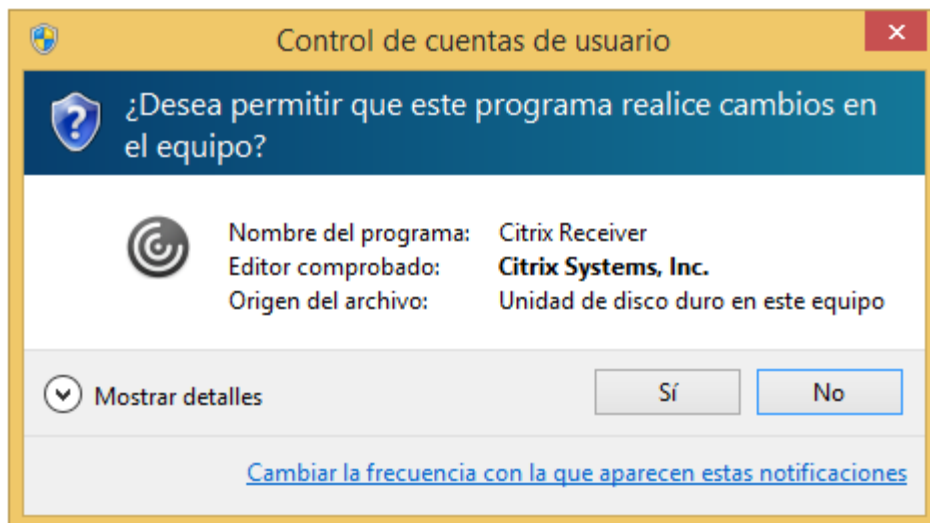 Control de cuentas de usuario
¿Desea permitir que este programa realice cambios en
el equipo?
Nombre del programa: Citrix Receiver
Editor comprobado: Citrix Systems, Inc.
Origen del archivo: Unidad de disco duro en este equipo
Mostrar detalles Sí No
Cambiar la frecuencia con la que aparecen estas notificaciones